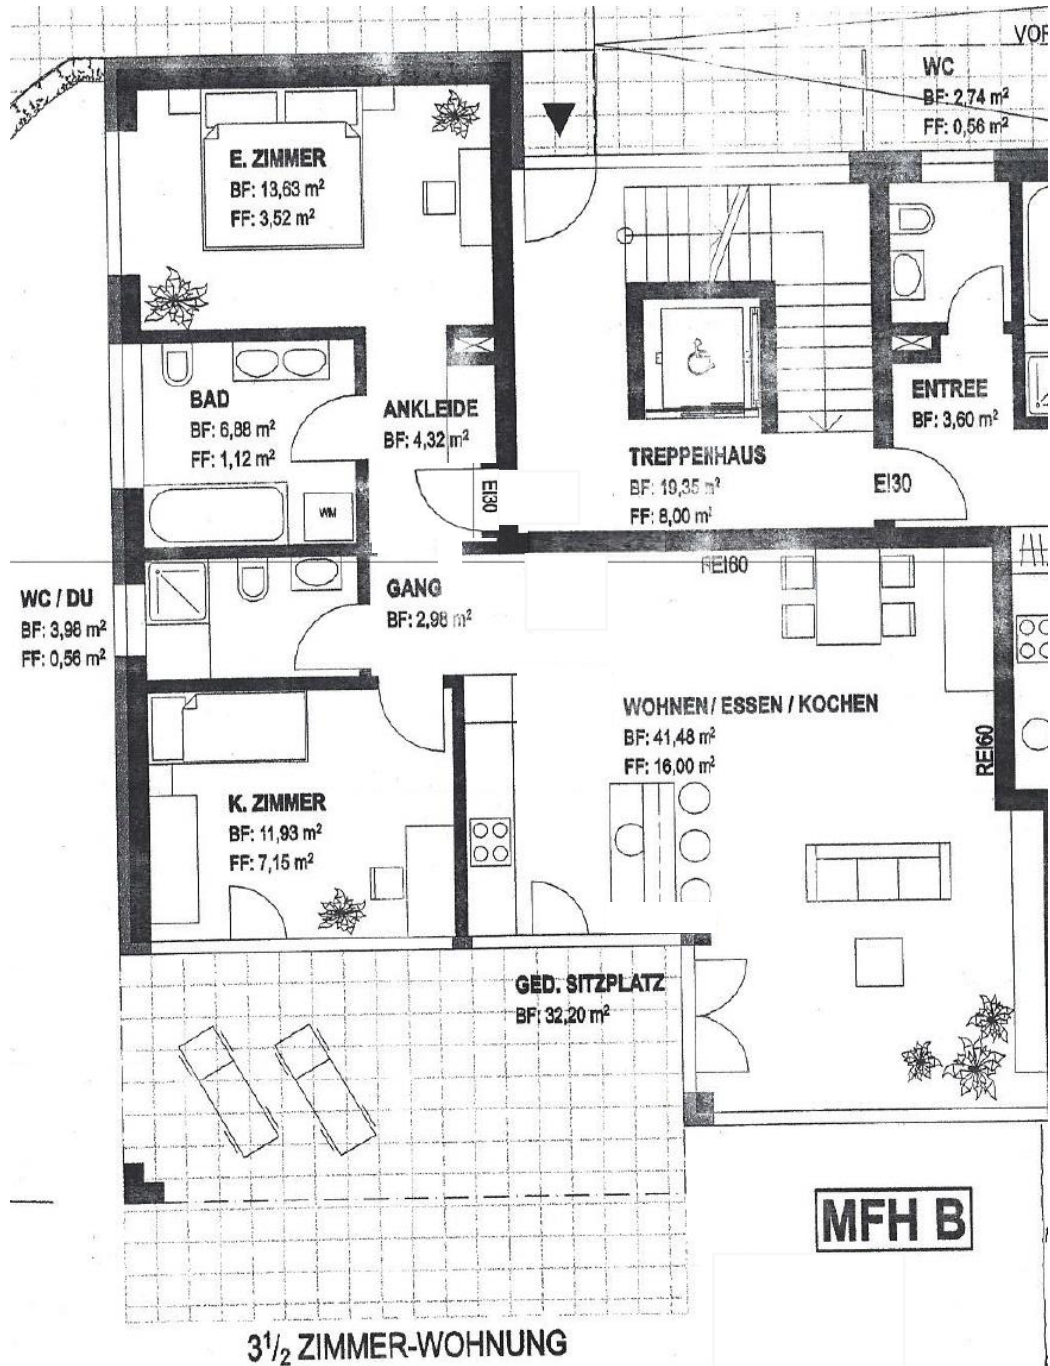 VOR
WC
BF: 2,74 m²
FF: 0,56 m²
E. ZIMMER
BF: 13,63 m²
FF: 3,52 m²
BAD
BF: 6,88 m²
FF: 1,12 m²
ANKLEIDE
BF: 4,32 m²
ENTREE
BF: 3,60 m²
TREPPENHAUS
BF: 19,35 m²
FF: 8,00 m²
EI30
EI30
WM
REI60
WC / DU
BF: 3,98 m²
FF: 0,56 m²
GANG
BF: 2,98 m²
WOHNEN / ESSEN / KOCHEN
BF: 41,48 m²
FF: 16,00 m²
REI60
K. ZIMMER
BF: 11,93 m²
FF: 7,15 m²
GED. SITZPLATZ
BF: 32,20 m²
MFH B
3½ ZIMMER-WOHNUNG